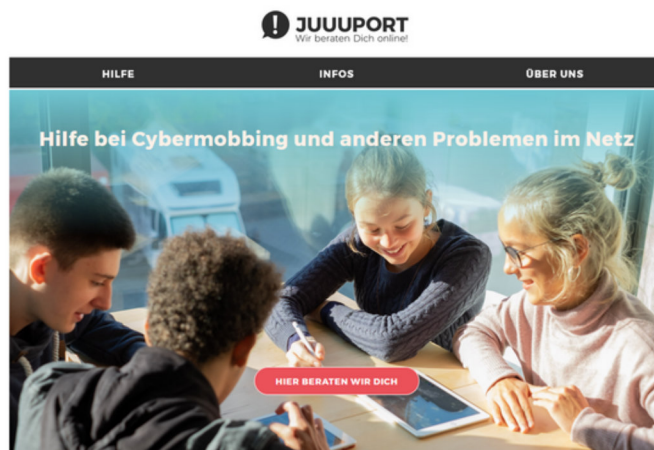 JUUUPORT
Wir beraten Dich online!
HILFE INFOS ÜBER UNS
Hilfe bei Cybermobbing und anderen Problemen im Netz
HIER BERATEN WIR DICH